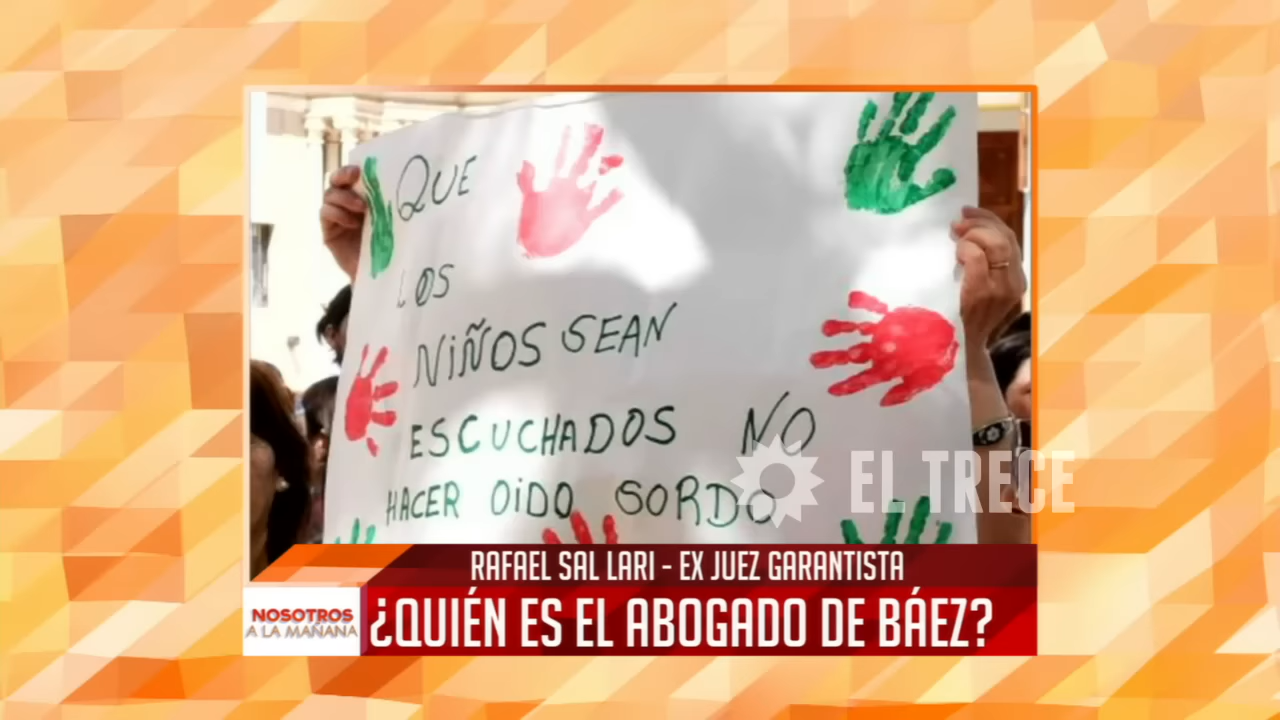 QUE
LOS
NIÑOS SEAN
ESCUCHADOS NO
HACER OIDO SORDO
EL TRECE
RAFAEL SAL LARI - EX JUEZ GARANTISTA
NOSOTROS
A LA MAÑANA
¿QUIÉN ES EL ABOGADO DE BÁEZ?